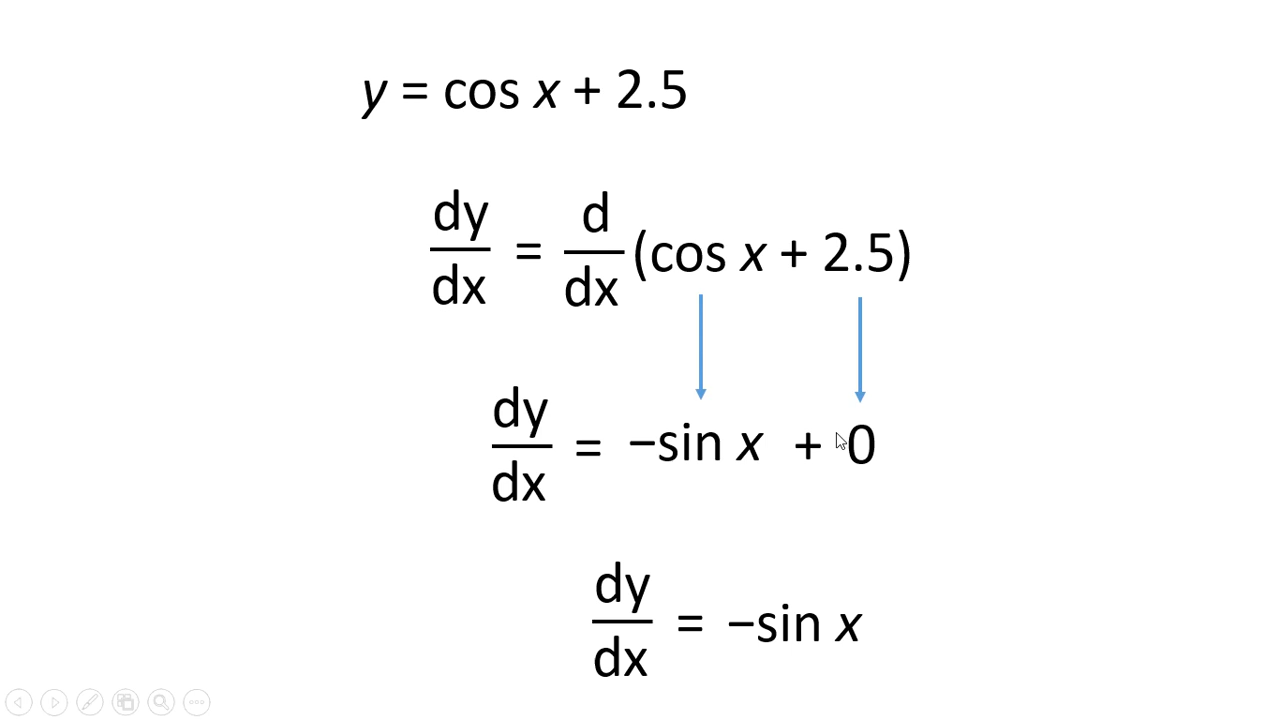 y = cos x + 2.5
dy/dx = d/dx (cos x + 2.5)
dy/dx = −sin x + 0
dy/dx = −sin x